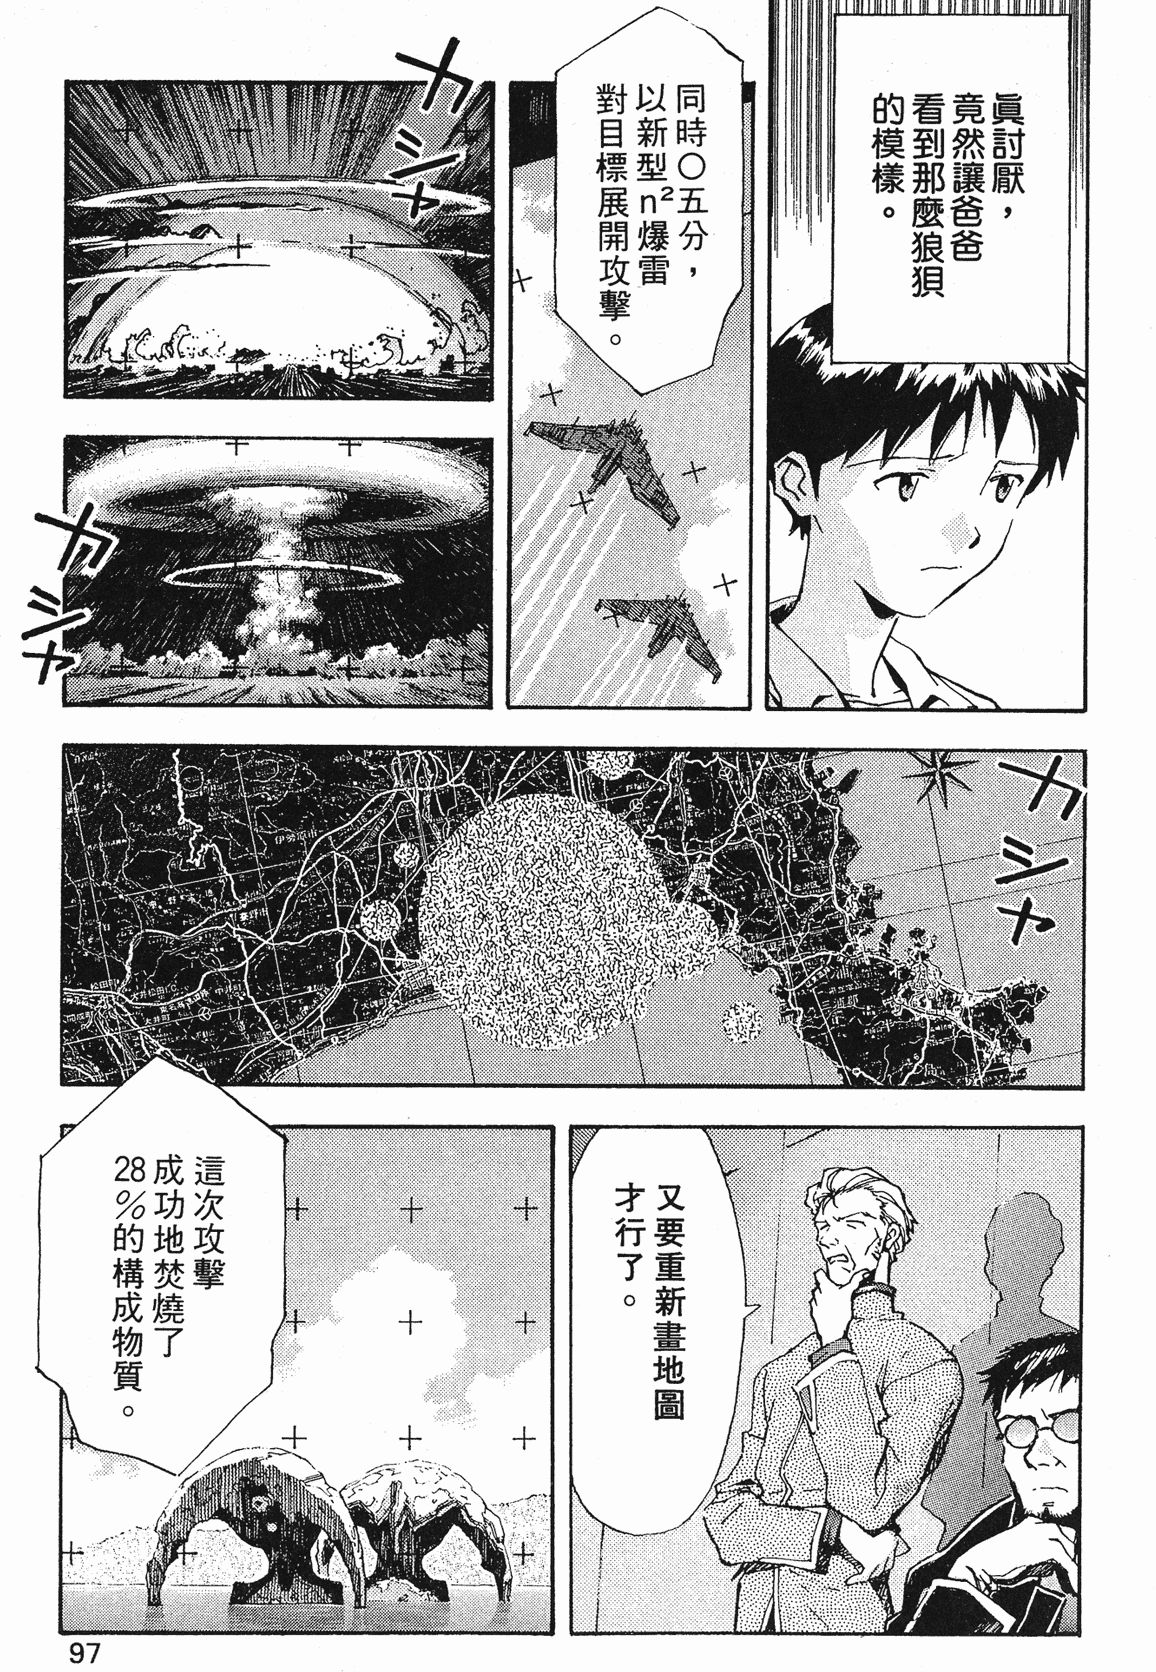 真討厭，
竟然讓爸爸
看到那麼狼狽
的模樣。
同時〇五分，
以新型n²爆雷
對目標展開攻擊。
カシャ
カシャ
カシャ
又要重新畫地圖
才行了。
這次攻擊
成功地焚燒了
28%的構成物質。
97